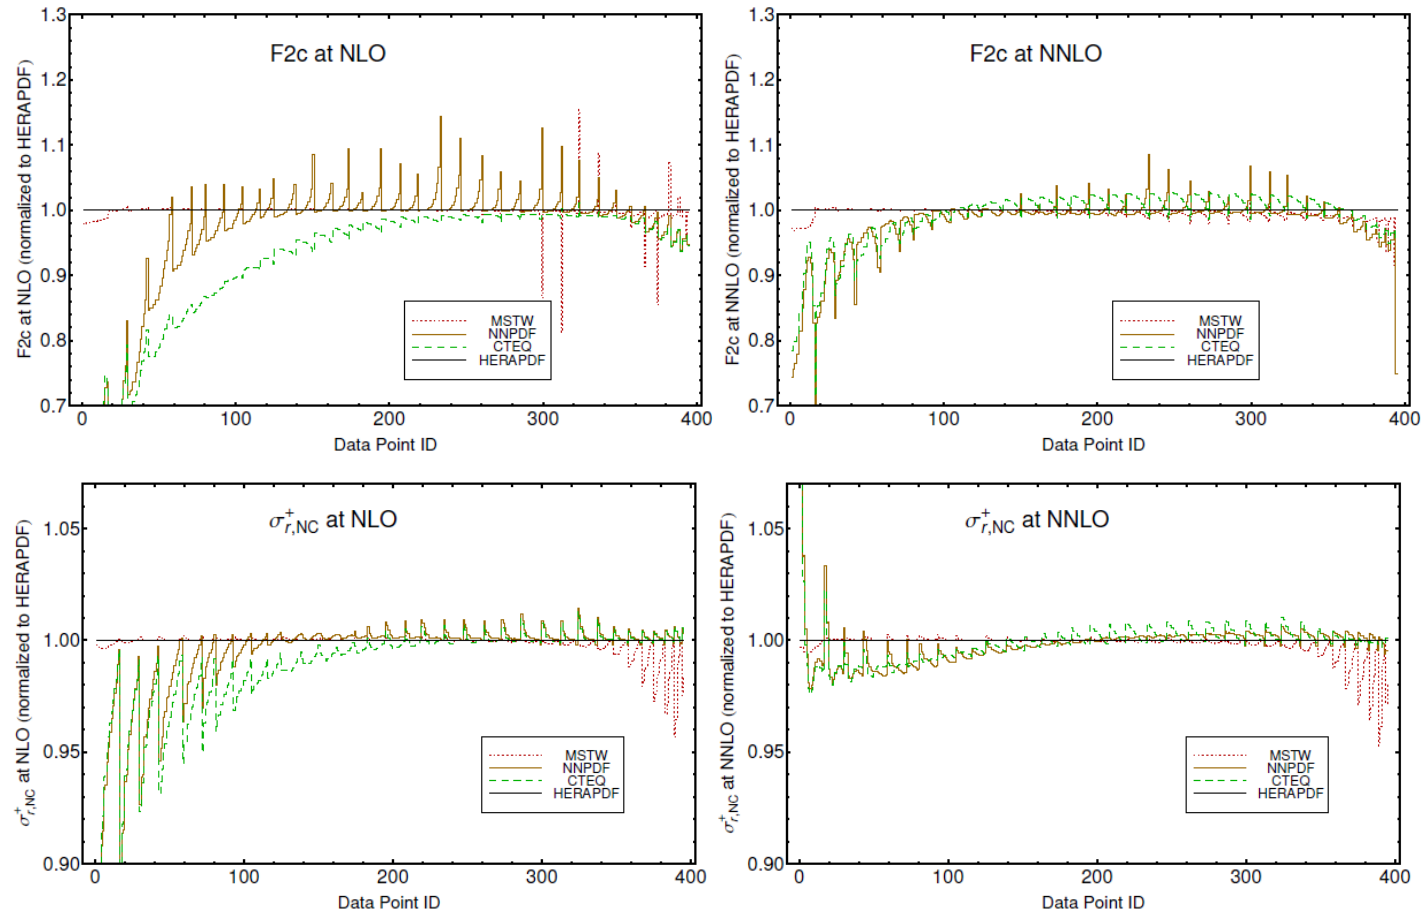 F2c at NLO
F2c at NLO (normalized to HERAPDF)
1.3
1.2
1.1
1.0
0.9
0.8
0.7
MSTW
NNPDF
CTEQ
HERAPDF
0
100
200
300
400
Data Point ID
F2c at NNLO
F2c at NNLO (normalized to HERAPDF)
1.3
1.2
1.1
1.0
0.9
0.8
0.7
MSTW
NNPDF
CTEQ
HERAPDF
0
100
200
300
400
Data Point ID
σ⁺r,NC at NLO
σ⁺r,NC at NLO (normalized to HERAPDF)
1.05
1.00
0.95
0.90
MSTW
NNPDF
CTEQ
HERAPDF
0
100
200
300
400
Data Point ID
σ⁺r,NC at NNLO
σ⁺r,NC at NNLO (normalized to HERAPDF)
1.05
1.00
0.95
0.90
MSTW
NNPDF
CTEQ
HERAPDF
0
100
200
300
400
Data Point ID